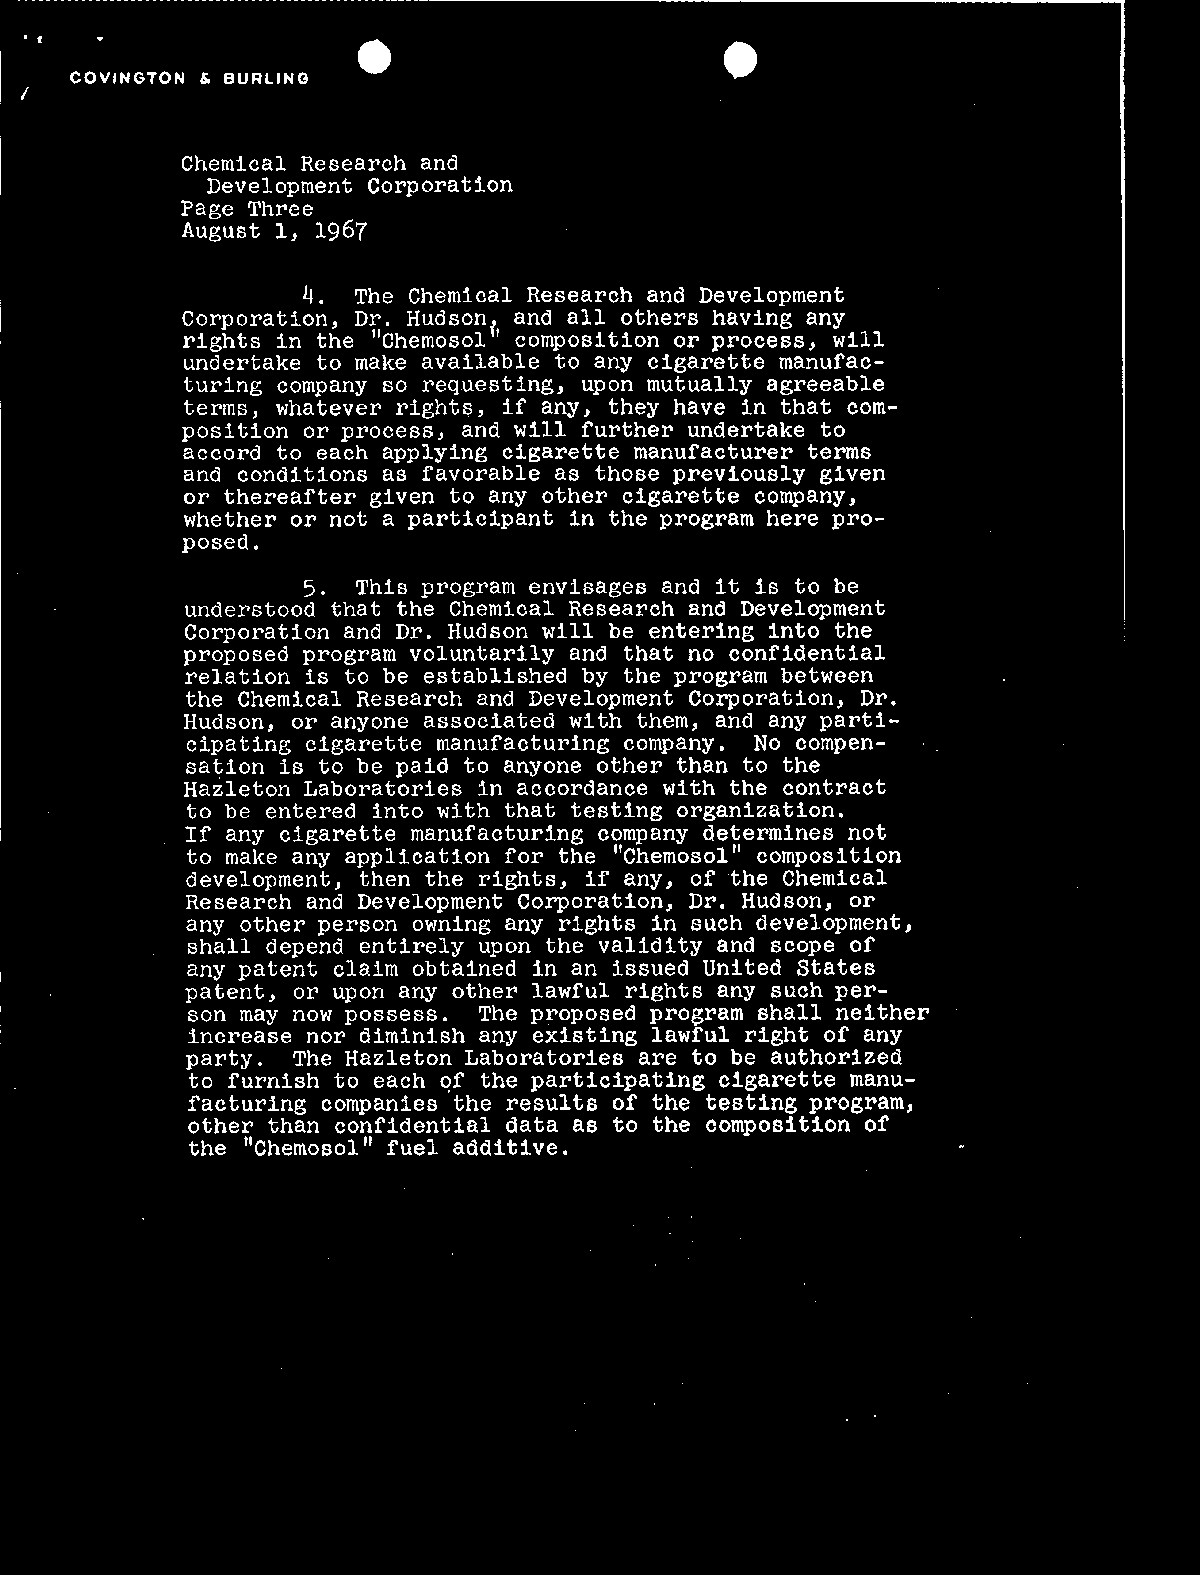 COVINGTON & BURLING
Chemical Research and
Development Corporation
Page Three
August 1, 1967
4. The Chemical Research and Development
Corporation, Dr. Hudson, and all others having any
rights in the "Chemosol" composition or process, will
undertake to make available to any cigarette manufac-
turing company so requesting, upon mutually agreeable
terms, whatever rights, if any, they have in that com-
position or process, and will further undertake to
accord to each applying cigarette manufacturer terms
and conditions as favorable as those previously given
or thereafter given to any other cigarette company,
whether or not a participant in the program here pro-
posed.
5. This program envisages and it is to be
understood that the Chemical Research and Development
Corporation and Dr. Hudson will be entering into the
proposed program voluntarily and that no confidential
relation is to be established by the program between
the Chemical Research and Development Corporation, Dr.
Hudson, or anyone associated with them, and any parti-
cipating cigarette manufacturing company. No compen-
sation is to be paid to anyone other than to the
Hazleton Laboratories in accordance with the contract
to be entered into with that testing organization.
If any cigarette manufacturing company determines not
to make any application for the "Chemosol" composition
development, then the rights, if any, of the Chemical
Research and Development Corporation, Dr. Hudson, or
any other person owning any rights in such development,
shall depend entirely upon the validity and scope of
any patent claim obtained in an issued United States
patent, or upon any other lawful rights any such per-
son may now possess. The proposed program shall neither
increase nor diminish any existing lawful right of any
party. The Hazleton Laboratories are to be authorized
to furnish to each of the participating cigarette manu-
facturing companies the results of the testing program,
other than confidential data as to the composition of
the "Chemosol" fuel additive.